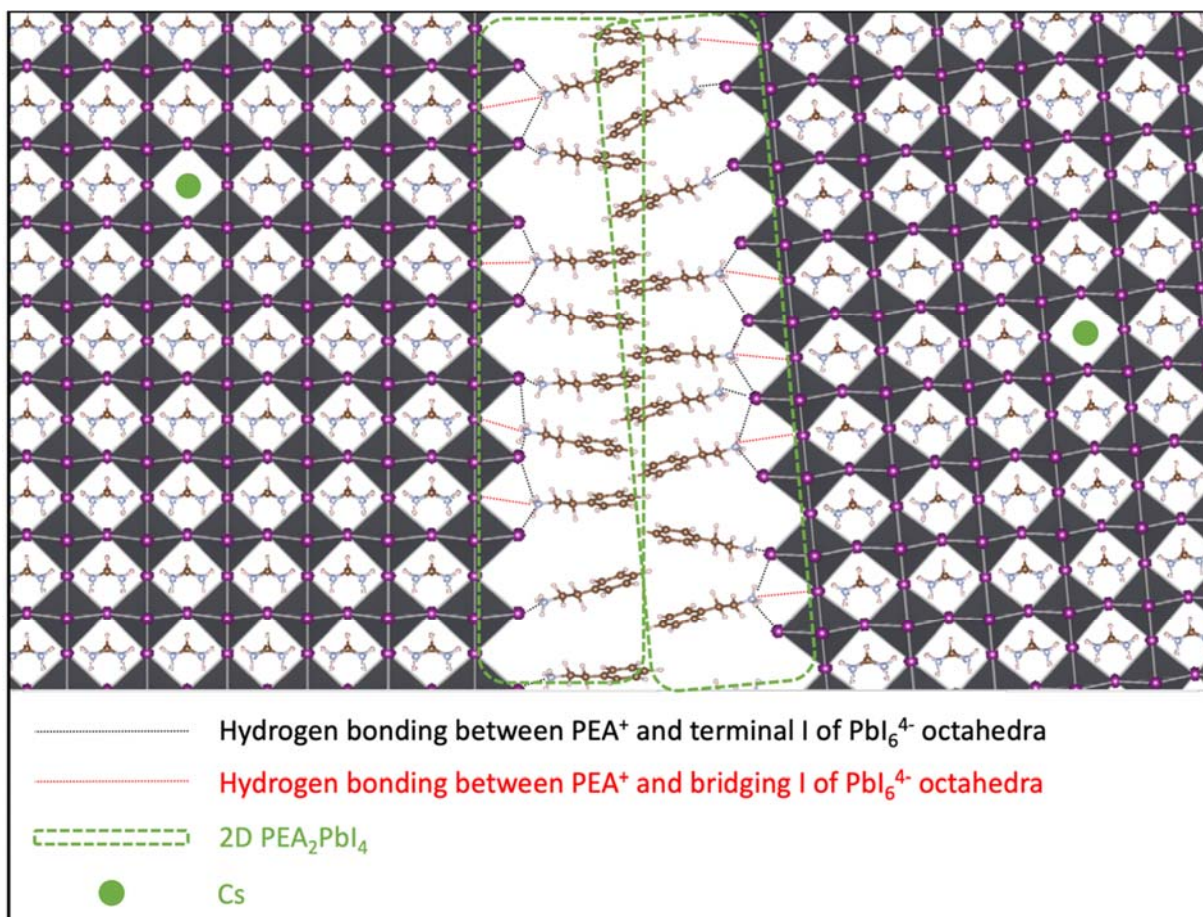 Hydrogen bonding between PEA⁺ and terminal I of PbI₆⁴⁻ octahedra
Hydrogen bonding between PEA⁺ and bridging I of PbI₆⁴⁻ octahedra
2D PEA₂PbI₄
Cs